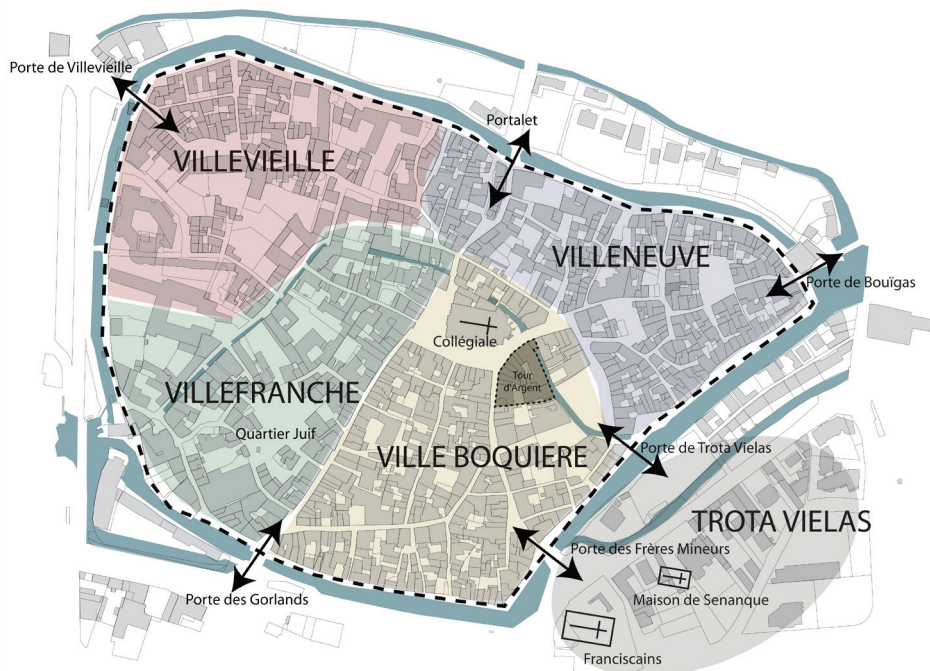 Porte de Villevieille
Portalet
VILLEVIEILLE
VILLENEUVE
Porte de Bouïgas
Collégiale
Tour
d'Argent
VILLEFRANCHE
Quartier Juif
VILLE BOQUIERE
Porte de Trota Vielas
TROTA VIELAS
Porte des Frères Mineurs
Porte des Gorlands
Maison de Senanque
Franciscains